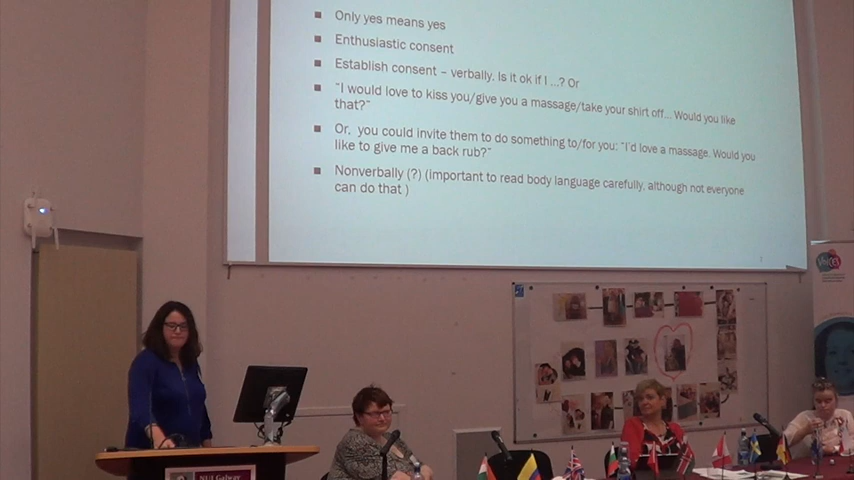 Only yes means yes
Enthusiastic consent
Establish consent – verbally. Is it ok if I ...? Or
“I would love to kiss you/give you a massage/take your shirt off... Would you like
that?”
Or, you could invite them to do something to/for you: “I’d love a massage. Would you
like to give me a back rub?”
Nonverbally (?) (important to read body language carefully, although not everyone
can do that )
VOICES
NUI Galway